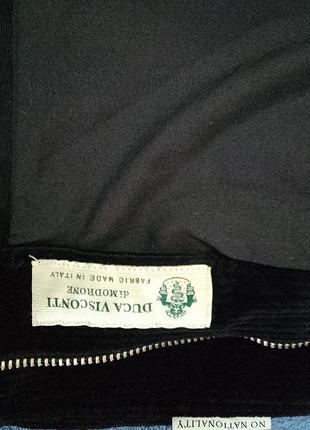 DUCA VISCONTI
di MODRONE
FABRIC MADE IN ITALY
NO NATIONALITY